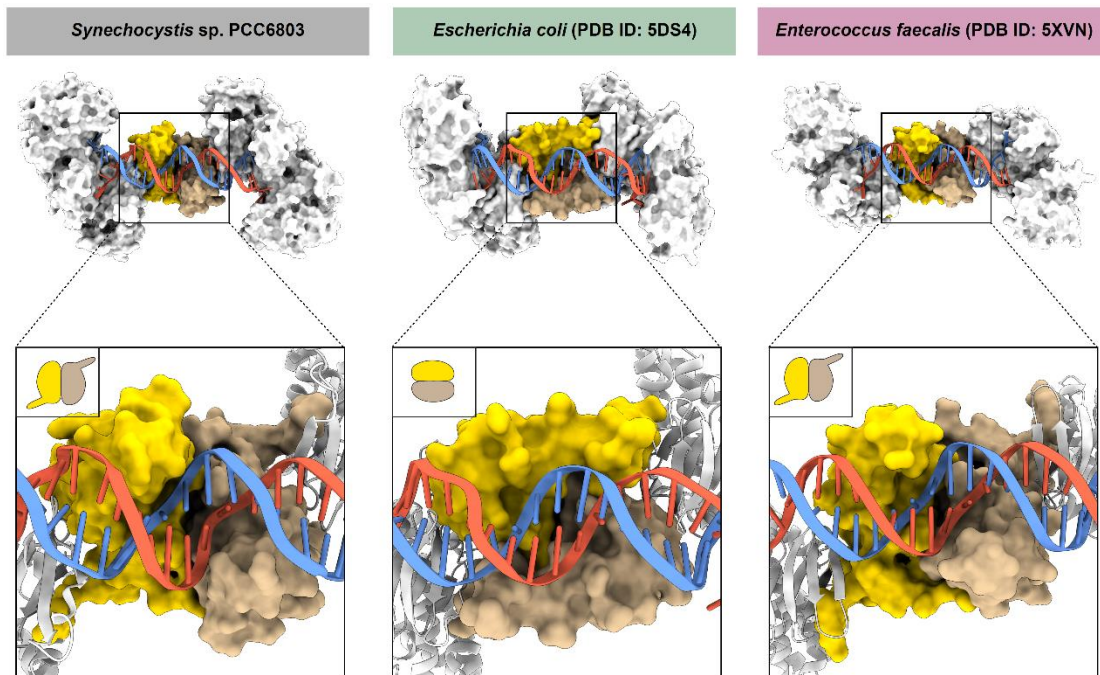 Synechocystis sp. PCC6803
Escherichia coli (PDB ID: 5DS4)
Enterococcus faecalis (PDB ID: 5XVN)